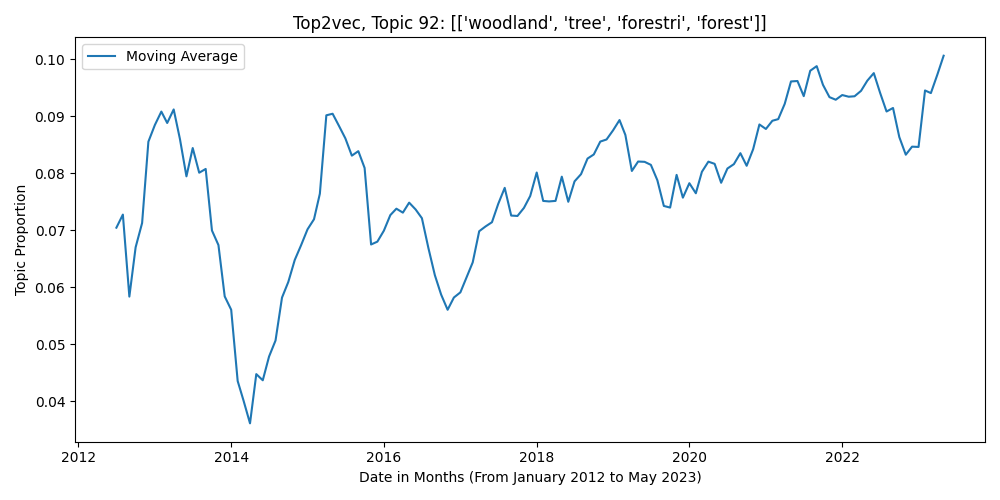 Top2vec, Topic 92: [['woodland', 'tree', 'forestri', 'forest']]
Moving Average
Topic Proportion
0.10
0.09
0.08
0.07
0.06
0.05
0.04
2012 2014 2016 2018 2020 2022
Date in Months (From January 2012 to May 2023)